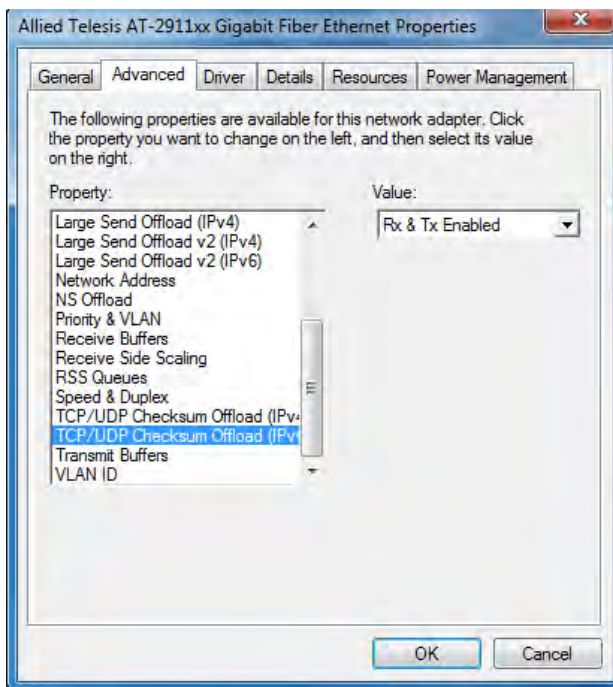 Allied Telesis AT-2911xx Gigabit Fiber Ethernet Properties
General Advanced Driver Details Resources Power Management
The following properties are available for this network adapter. Click
the property you want to change on the left, and then select its value
on the right.
Property:
Value:
Large Send Offload (IPv4)
Rx & Tx Enabled
Large Send Offload v2 (IPv4)
Large Send Offload v2 (IPv6)
Network Address
NS Offload
Priority & VLAN
Receive Buffers
Receive Side Scaling
RSS Queues
Speed & Duplex
TCP/UDP Checksum Offload (IPv4
TCP/UDP Checksum Offload (IPv
Transmit Buffers
VLAN ID
OK Cancel